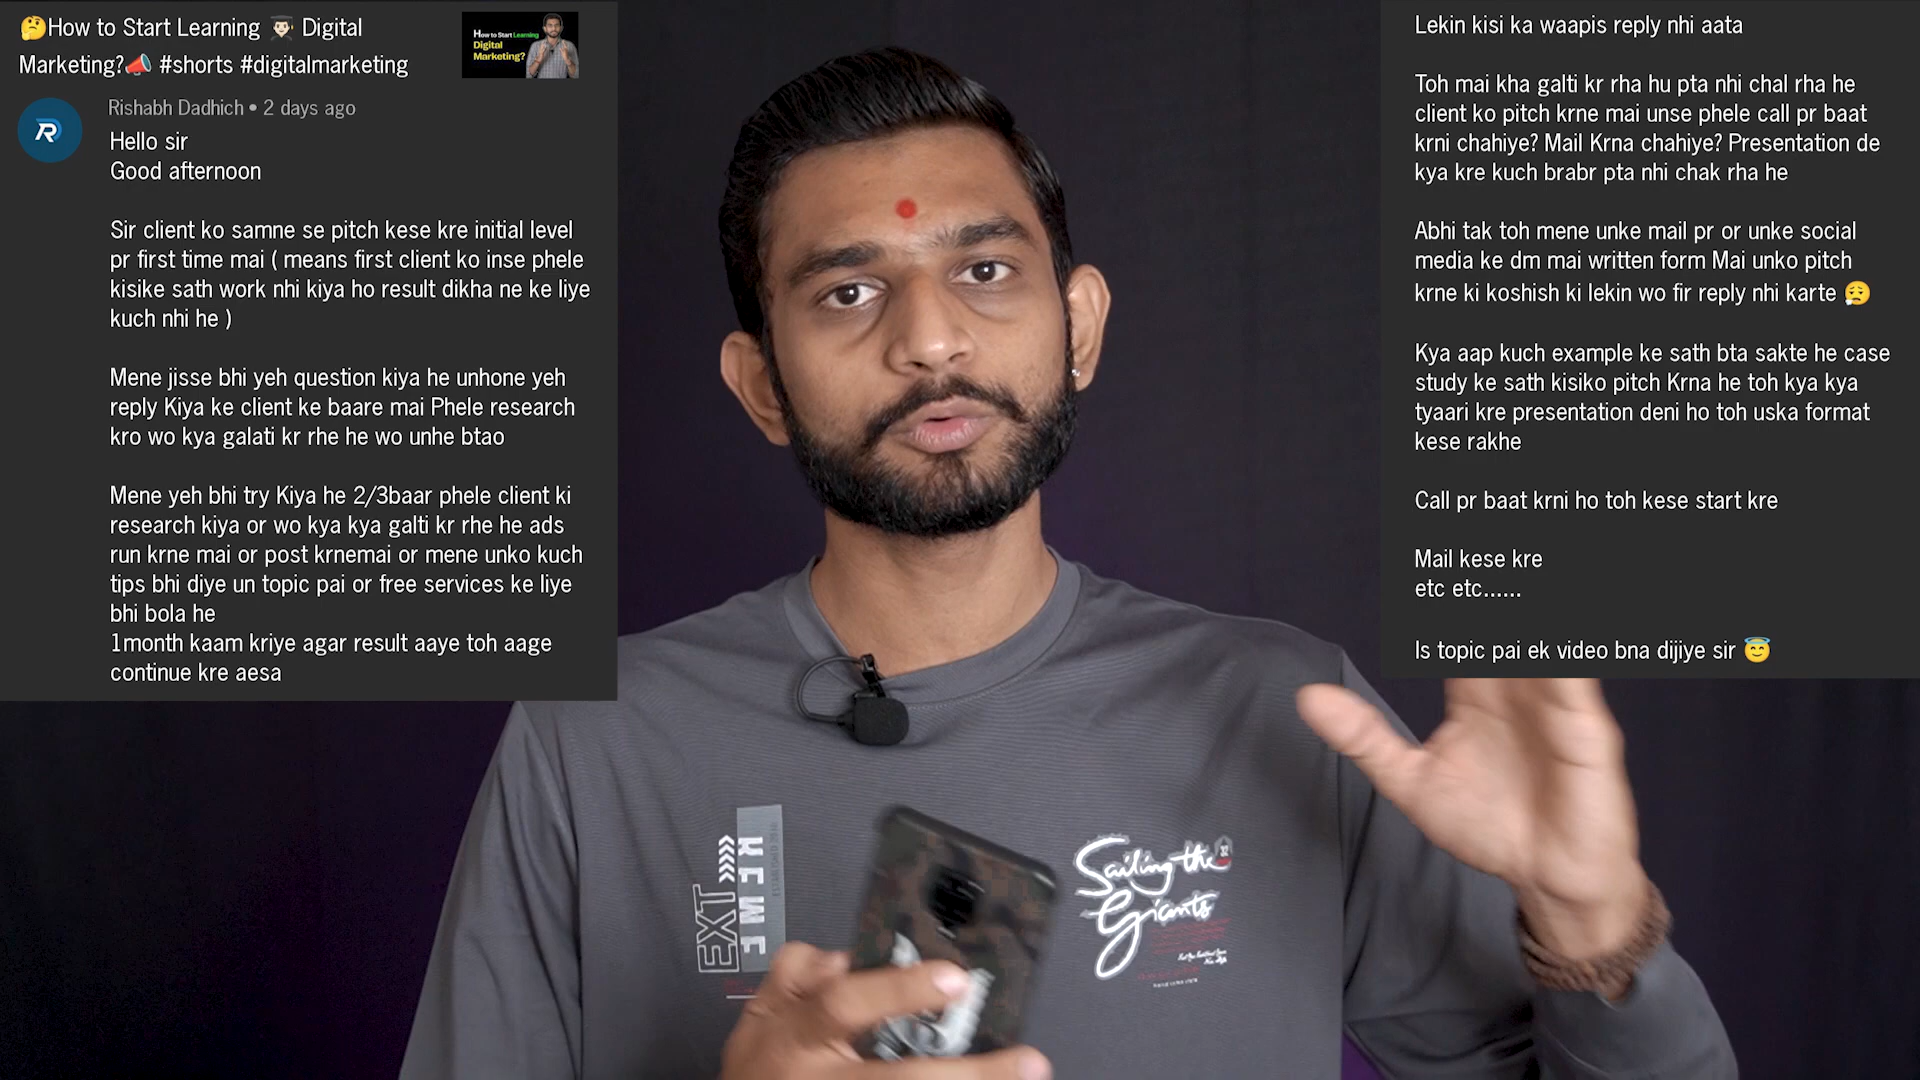 🤔How to Start Learning 👨🏻‍🎓 Digital
Marketing?📣 #shorts #digitalmarketing
How to Start Learning
Digital
Marketing?
R
Rishabh Dadhich • 2 days ago
Hello sir
Good afternoon
Sir client ko samne se pitch kese kre initial level
pr first time mai ( means first client ko inse phele
kisike sath work nhi kiya ho result dikha ne ke liye
kuch nhi he )
Mene jisse bhi yeh question kiya he unhone yeh
reply Kiya ke client ke baare mai Phele research
kro wo kya galati kr rhe he wo unhe btao
Mene yeh bhi try Kiya he 2/3baar phele client ki
research kiya or wo kya kya galti kr rhe he ads
run krne mai or post krnemai or mene unko kuch
tips bhi diye un topic pai or free services ke liye
bhi bola he
1month kaam kriye agar result aaye toh aage
continue kre aesa
Lekin kisi ka waapis reply nhi aata
Toh mai kha galti kr rha hu pta nhi chal rha he
client ko pitch krne mai unse phele call pr baat
krni chahiye? Mail Krna chahiye? Presentation de
kya kre kuch brabr pta nhi chak rha he
Abhi tak toh mene unke mail pr or unke social
media ke dm mai written form Mai unko pitch
krne ki koshish ki lekin wo fir reply nhi karte 😮‍💨
Kya aap kuch example ke sath bta sakte he case
study ke sath kisiko pitch Krna he toh kya kya
tyaari kre presentation deni ho toh uska format
kese rakhe
Call pr baat krni ho toh kese start kre
Mail kese kre
etc etc......
Is topic pai ek video bna dijiye sir 😇
EXT
Sailing the
Giants
32